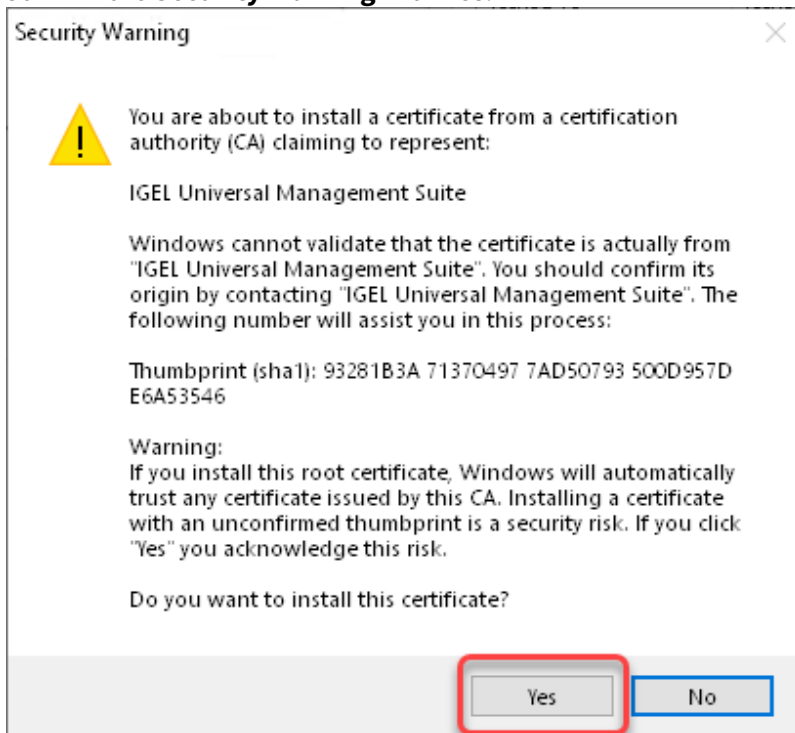 Security Warning
You are about to install a certificate from a certification
authority (CA) claiming to represent:
IGEL Universal Management Suite
Windows cannot validate that the certificate is actually from
"IGEL Universal Management Suite". You should confirm its
origin by contacting "IGEL Universal Management Suite". The
following number will assist you in this process:
Thumbprint (sha1): 93281B3A 71370497 7AD50793 500D957D
E6A53546
Warning:
If you install this root certificate, Windows will automatically
trust any certificate issued by this CA. Installing a certificate
with an unconfirmed thumbprint is a security risk. If you click
"Yes" you acknowledge this risk.
Do you want to install this certificate?
Yes No